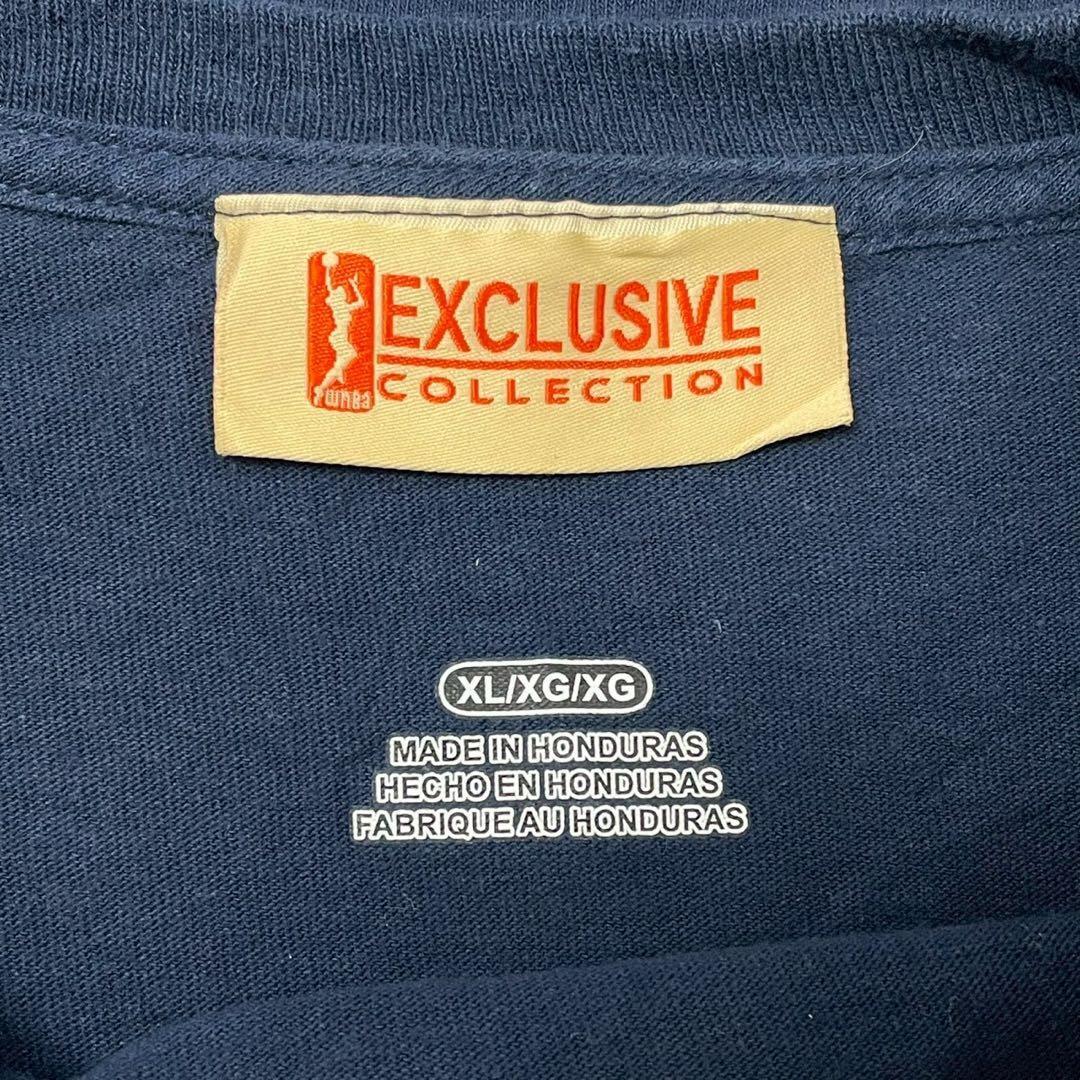 EXCLUSIVE
COLLECTION
WNBA
XL/XG/XG
MADE IN HONDURAS
HECHO EN HONDURAS
FABRIQUE AU HONDURAS